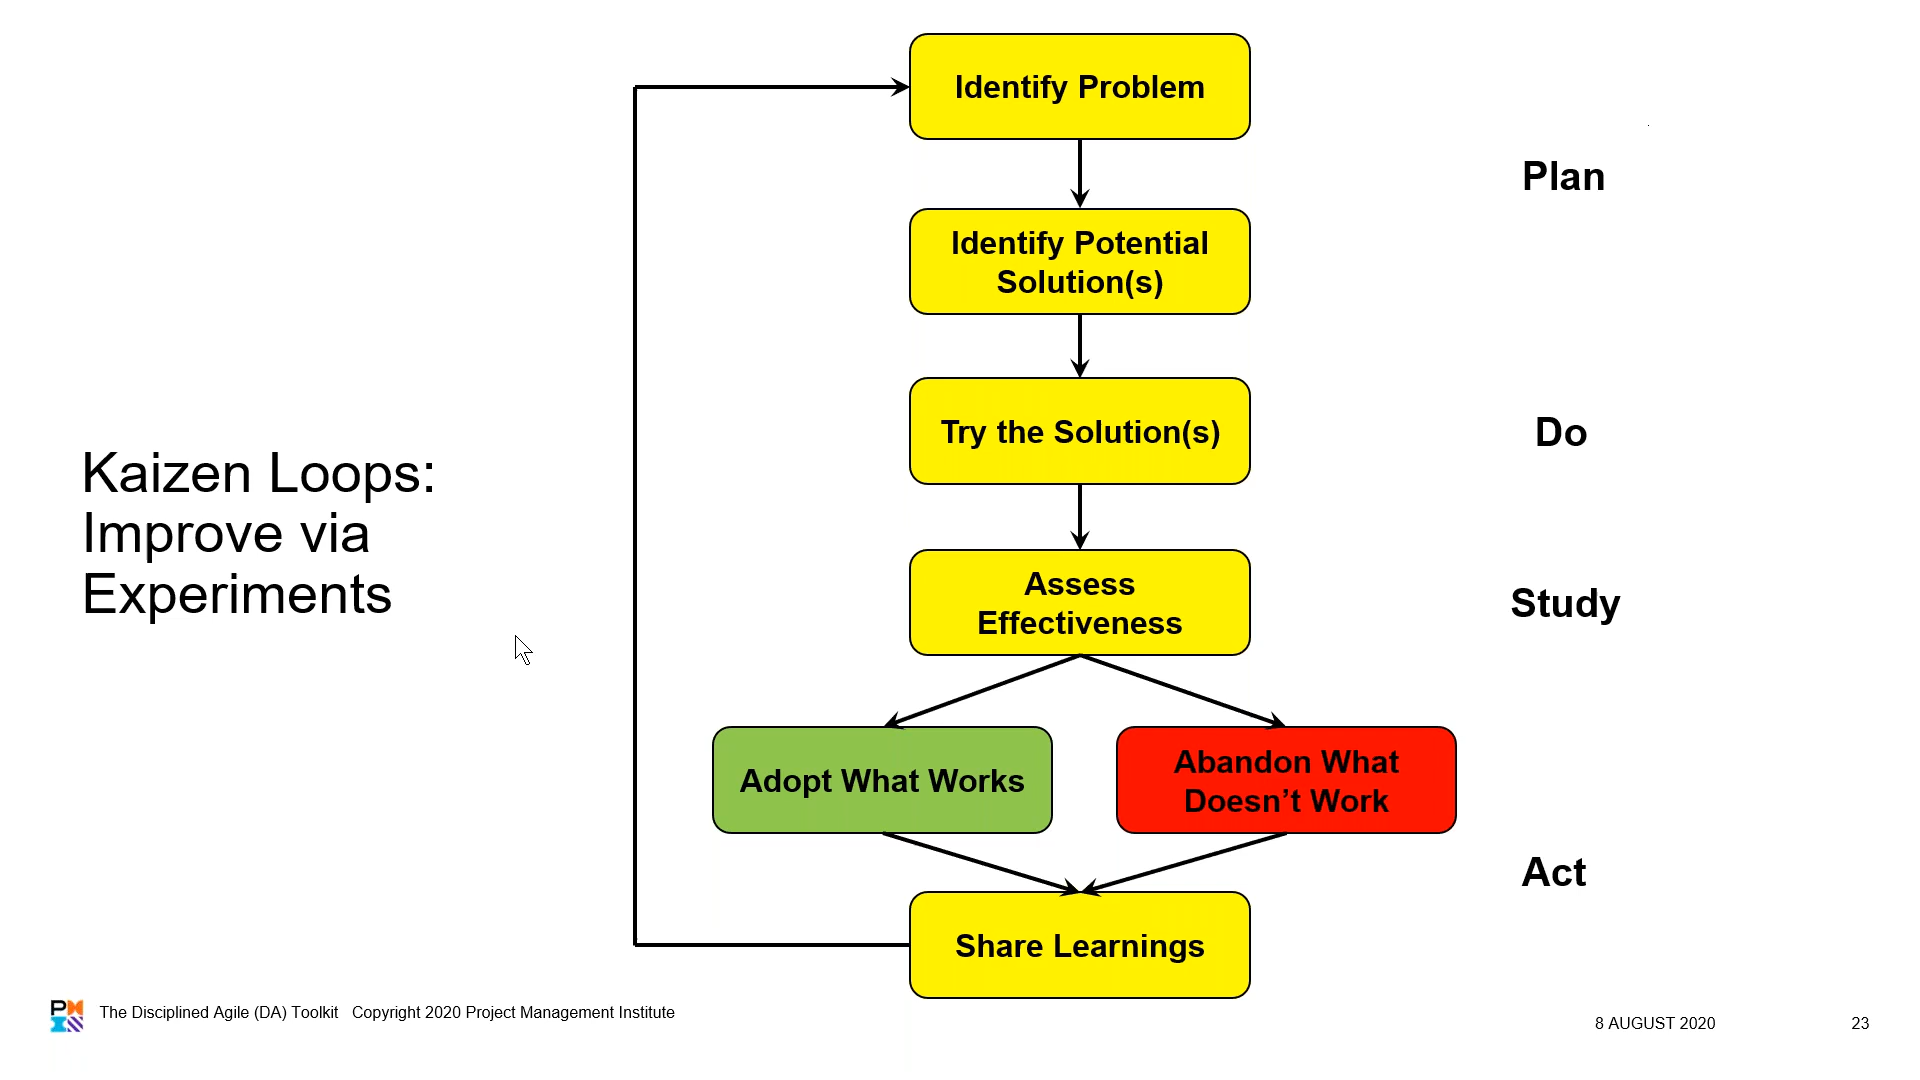 Identify Problem
Plan
Identify Potential
Solution(s)
Try the Solution(s)
Do
Kaizen Loops:
Improve via
Experiments
Assess
Effectiveness
Study
Adopt What Works
Abandon What
Doesn’t Work
Act
Share Learnings
The Disciplined Agile (DA) Toolkit Copyright 2020 Project Management Institute
8 AUGUST 2020
23